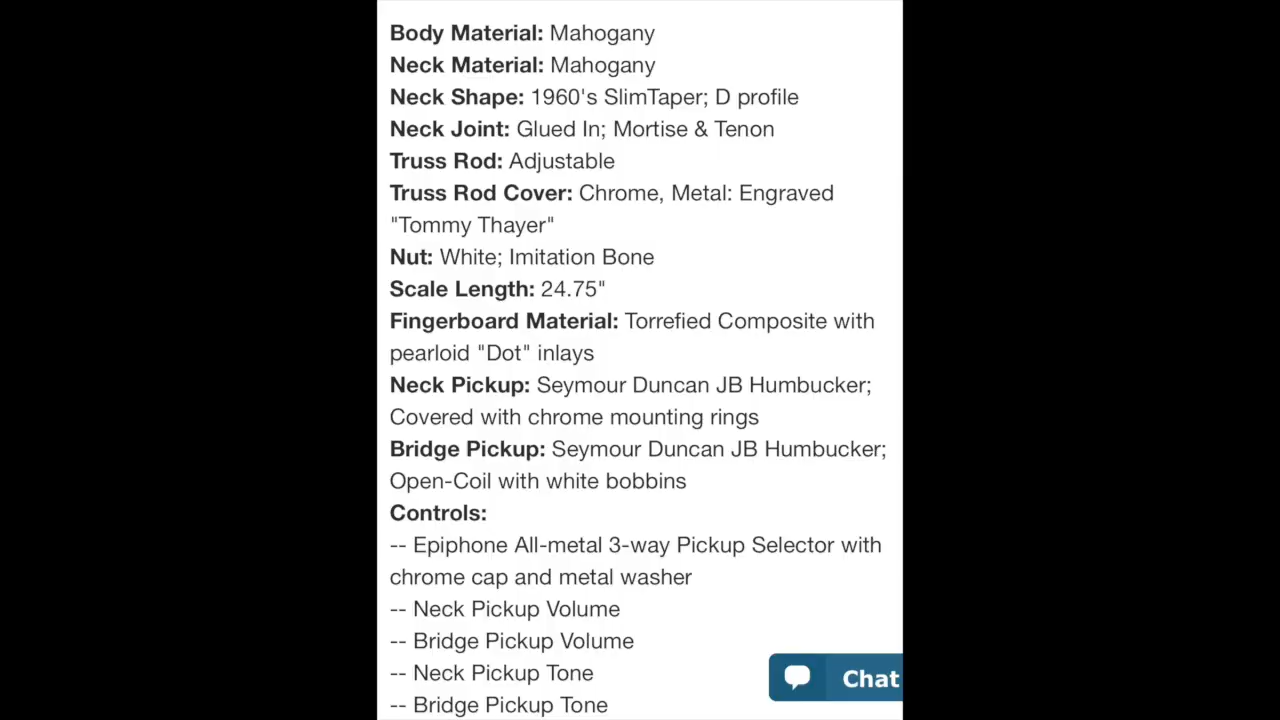 Body Material: Mahogany
Neck Material: Mahogany
Neck Shape: 1960's SlimTaper; D profile
Neck Joint: Glued In; Mortise & Tenon
Truss Rod: Adjustable
Truss Rod Cover: Chrome, Metal: Engraved
"Tommy Thayer"
Nut: White; Imitation Bone
Scale Length: 24.75"
Fingerboard Material: Torrefied Composite with
pearloid "Dot" inlays
Neck Pickup: Seymour Duncan JB Humbucker;
Covered with chrome mounting rings
Bridge Pickup: Seymour Duncan JB Humbucker;
Open-Coil with white bobbins
Controls:
-- Epiphone All-metal 3-way Pickup Selector with
chrome cap and metal washer
-- Neck Pickup Volume
-- Bridge Pickup Volume
-- Neck Pickup Tone
-- Bridge Pickup Tone
Chat